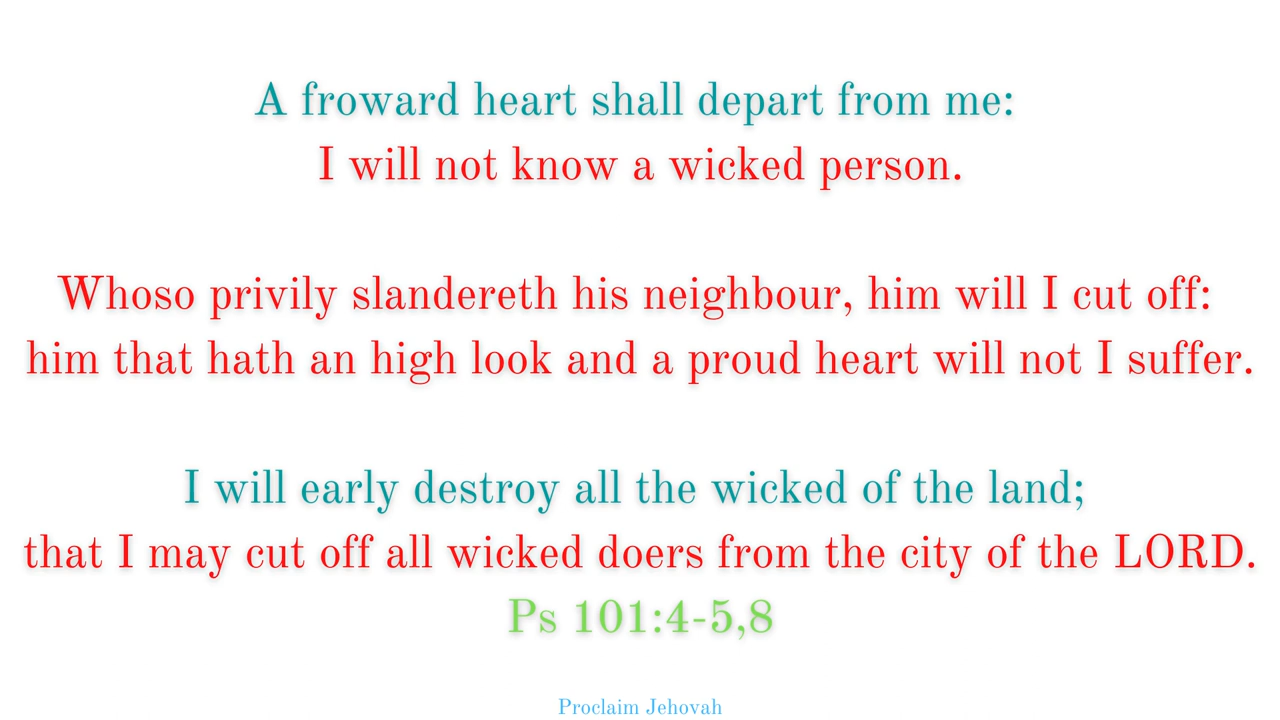 A froward heart shall depart from me:
I will not know a wicked person.
Whoso privily slandereth his neighbour, him will I cut off:
him that hath an high look and a proud heart will not I suffer.
I will early destroy all the wicked of the land;
that I may cut off all wicked doers from the city of the LORD.
Ps 101:4-5,8
Proclaim Jehovah